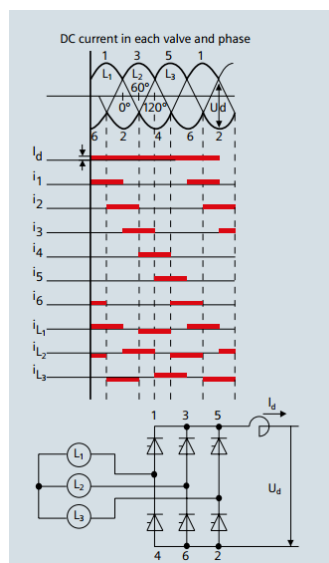 DC current in each valve and phase
1 3 5 1
L1 L2 L3
60°
0° 120° Ud
6 2 4 6 2
Id
i1
i2
i3
i4
i5
i6
iL1
iL2
iL3
1 3 5 Id
L1
L2 Ud
L3
4 6 2